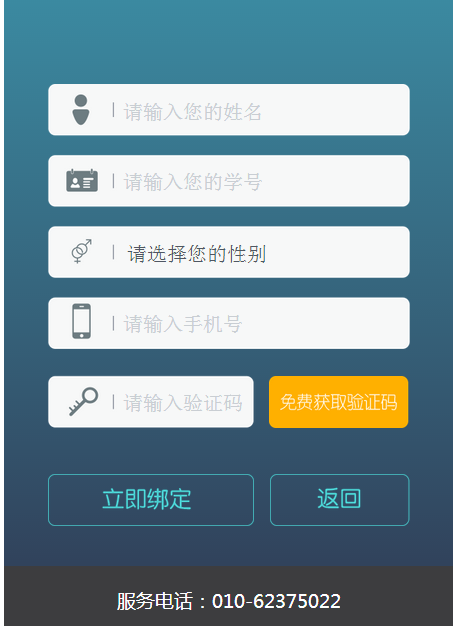 请输入您的姓名
请输入您的学号
请选择您的性别
请输入手机号
请输入验证码 免费获取验证码
立即绑定 返回
服务电话：010-62375022